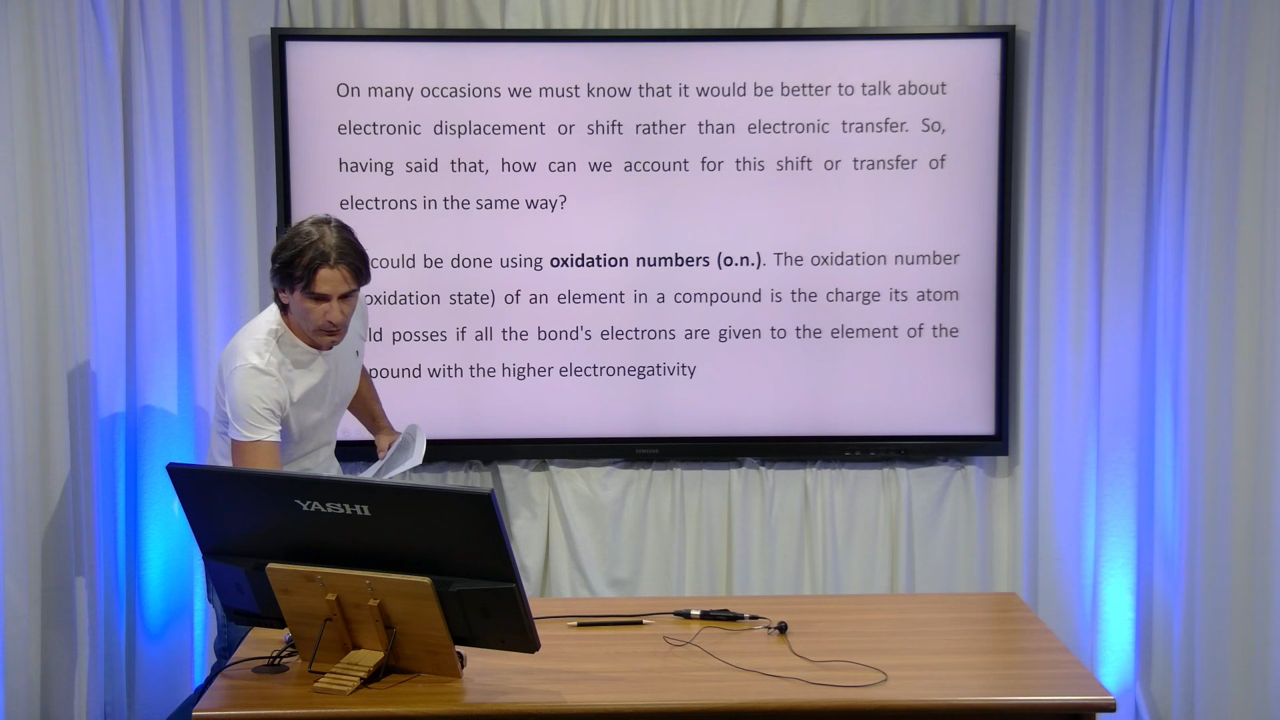 On many occasions we must know that it would be better to talk about
electronic displacement or shift rather than electronic transfer. So,
having said that, how can we account for this shift or transfer of
electrons in the same way?
could be done using oxidation numbers (o.n.). The oxidation number
oxidation state) of an element in a compound is the charge its atom
ld posses if all the bond's electrons are given to the element of the
pound with the higher electronegativity
SAMSUNG
YASHI